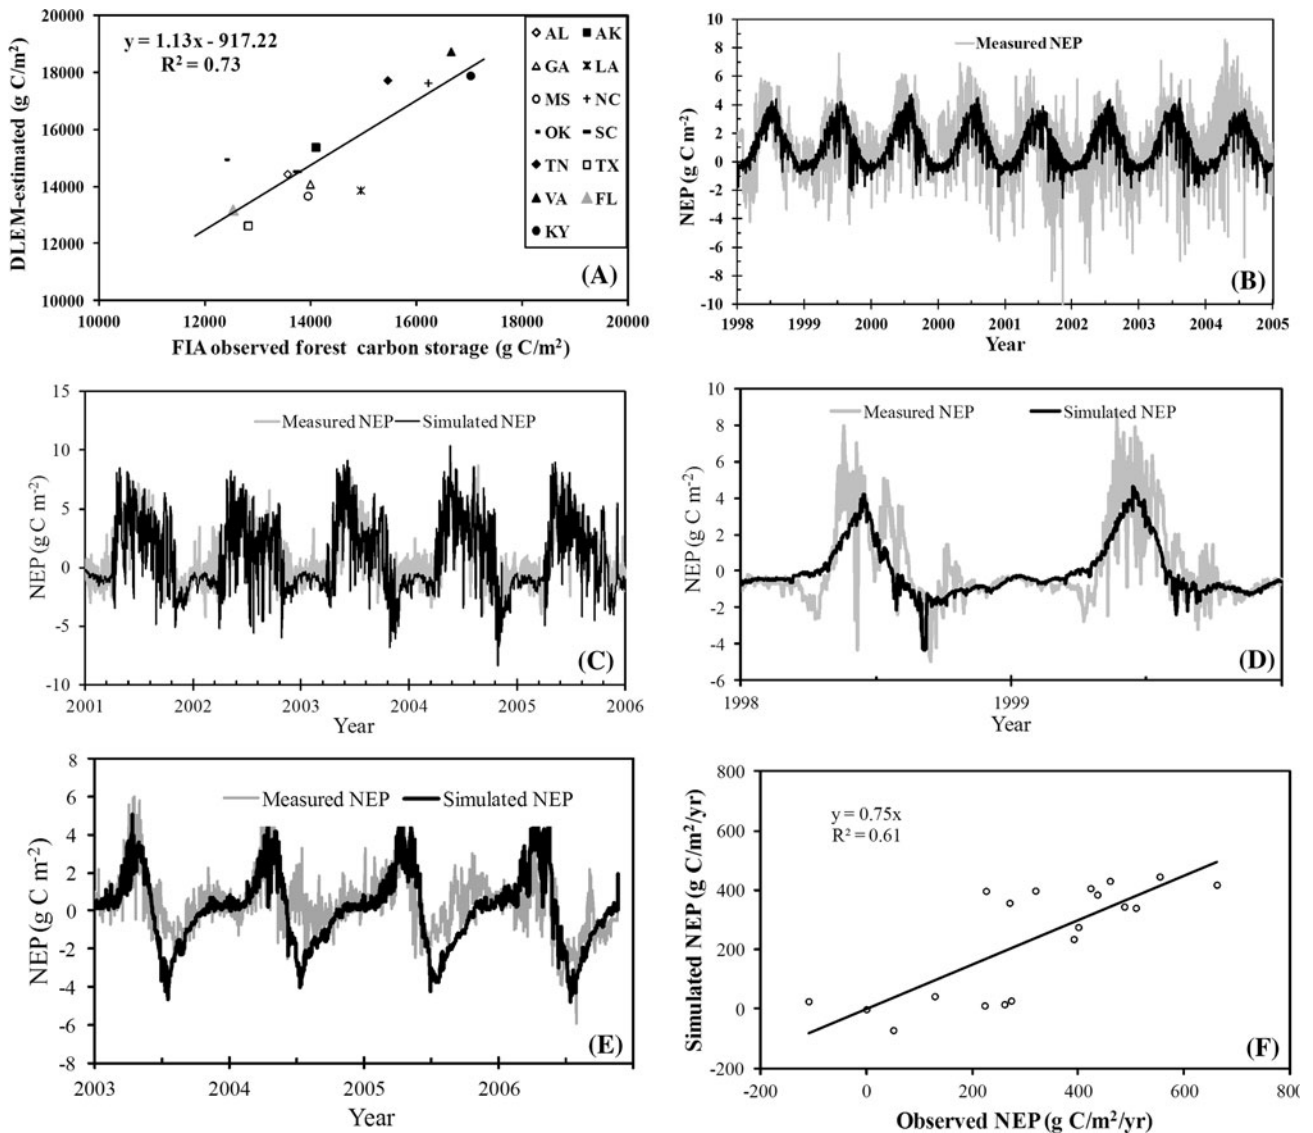 20000
18000
16000
14000
12000
10000
DLEM-estimated (g C/m²)
y = 1.13x - 917.22
R² = 0.73
AL AK
GA LA
MS NC
OK SC
TN TX
VA FL
KY
(A)
10000 12000 14000 16000 18000 20000
FIA observed forest carbon storage (g C/m²)
10
8
6
4
2
0
-2
-4
-6
-8
-10
NEP (g C m⁻²)
Measured NEP
(B)
1998 1999 2000 2000 2001 2002 2003 2004 2005
Year
15
10
5
0
-5
-10
NEP (g C m⁻²)
Measured NEP Simulated NEP
(C)
2001 2002 2003 2004 2005 2006
Year
10
8
6
4
2
0
-2
-4
-6
NEP (g C m⁻²)
Measured NEP Simulated NEP
(D)
1998 1999
Year
8
6
4
2
0
-2
-4
-6
-8
NEP (g C m⁻²)
Measured NEP Simulated NEP
(E)
2003 2004 2005 2006
Year
800
600
400
200
0
-200
Simulated NEP (g C/m²/yr)
y = 0.75x
R² = 0.61
(F)
-200 0 200 400 600 800
Observed NEP (g C/m²/yr)